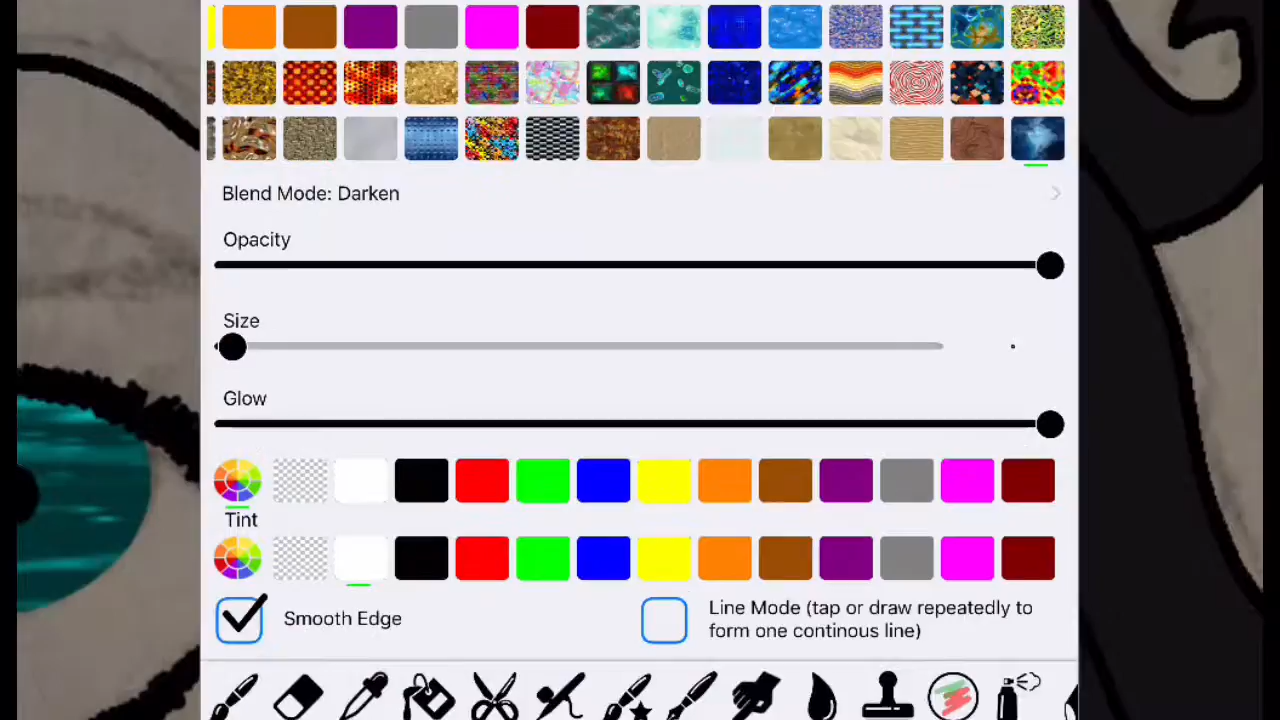 Blend Mode: Darken
Opacity
Size
Glow
Tint
Smooth Edge
Line Mode (tap or draw repeatedly to
form one continous line)